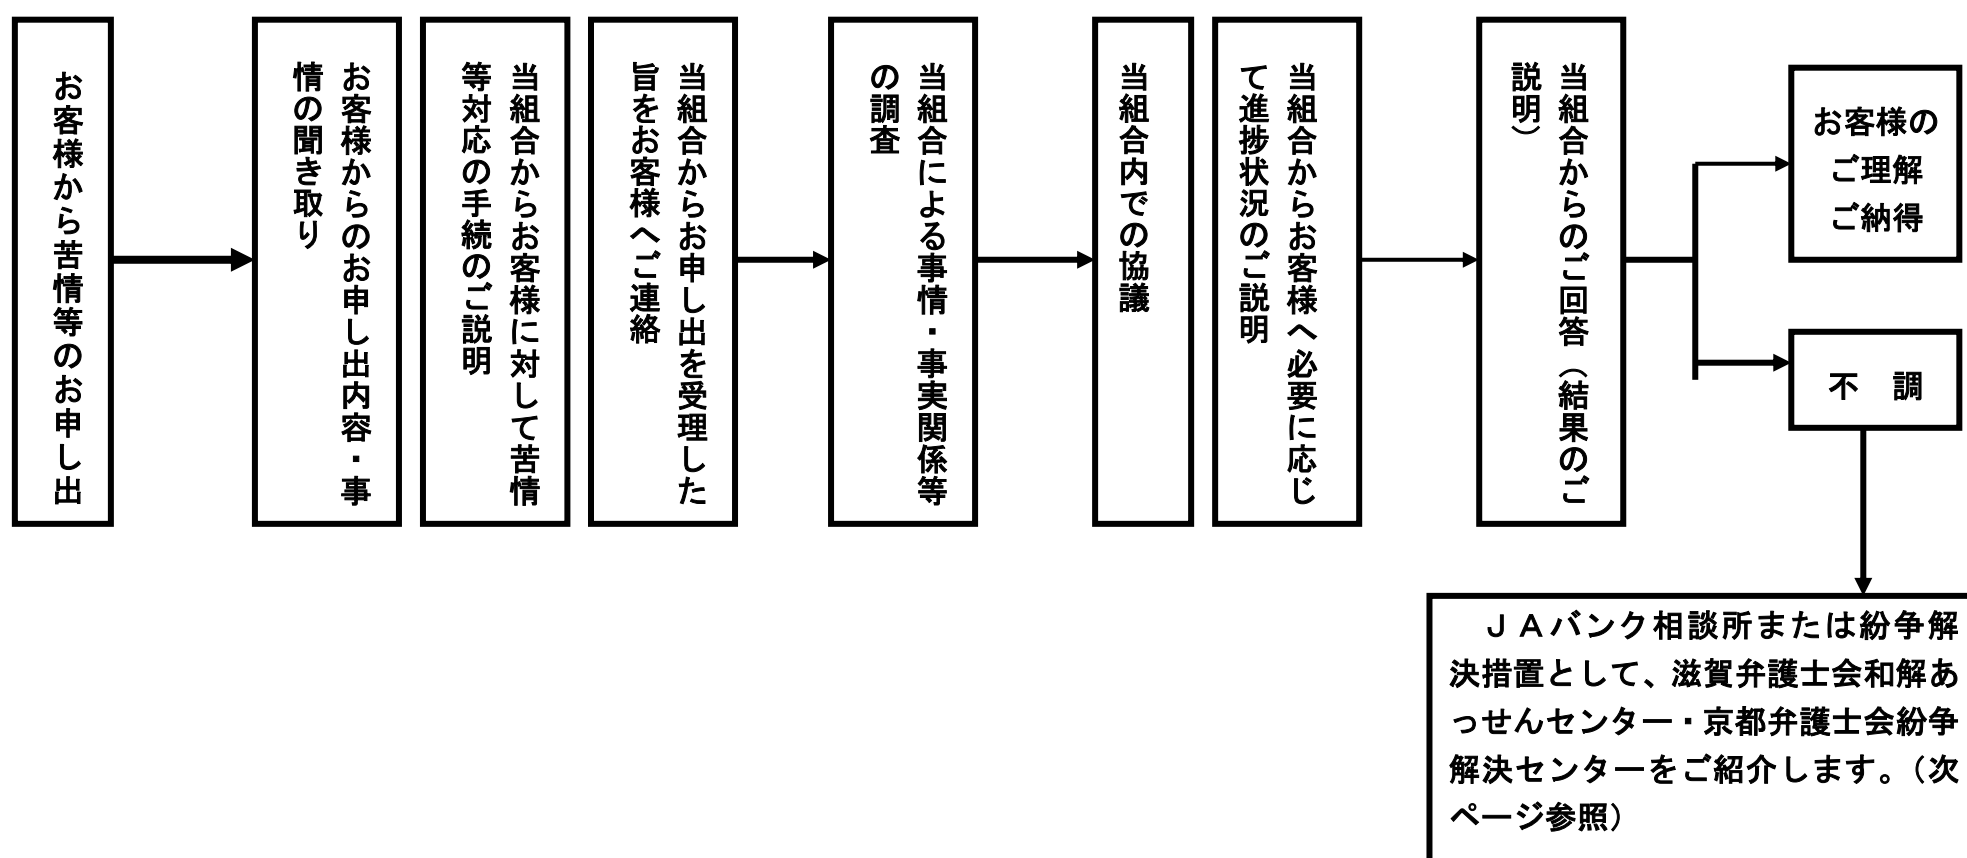 お客様から苦情等のお申し出
お客様からのお申し出内容・事
情の聞き取り
当組合からお客様に対して苦情
等対応の手続のご説明
当組合からお申し出を受理した
旨をお客様へご連絡
当組合による事情・事実関係等
の調査
当組合内での協議
当組合からお客様へ必要に応じ
て進捗状況のご説明
当組合からのご回答（結果のご
説明）
お客様の
ご理解
ご納得
不　調
ＪＡバンク相談所または紛争解
決措置として、滋賀弁護士会和解あ
っせんセンター・京都弁護士会紛争
解決センターをご紹介します。（次
ページ参照）